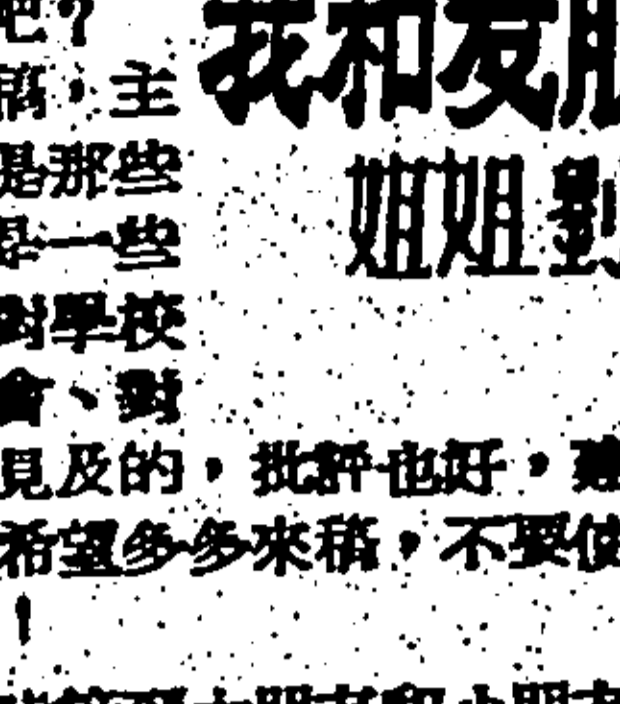 我和友朋
姐姐劉
吧？
稿，主
是那些
是一些
對學校
會、對
見及的，批評也好，
希望多多來稿，不要使
！